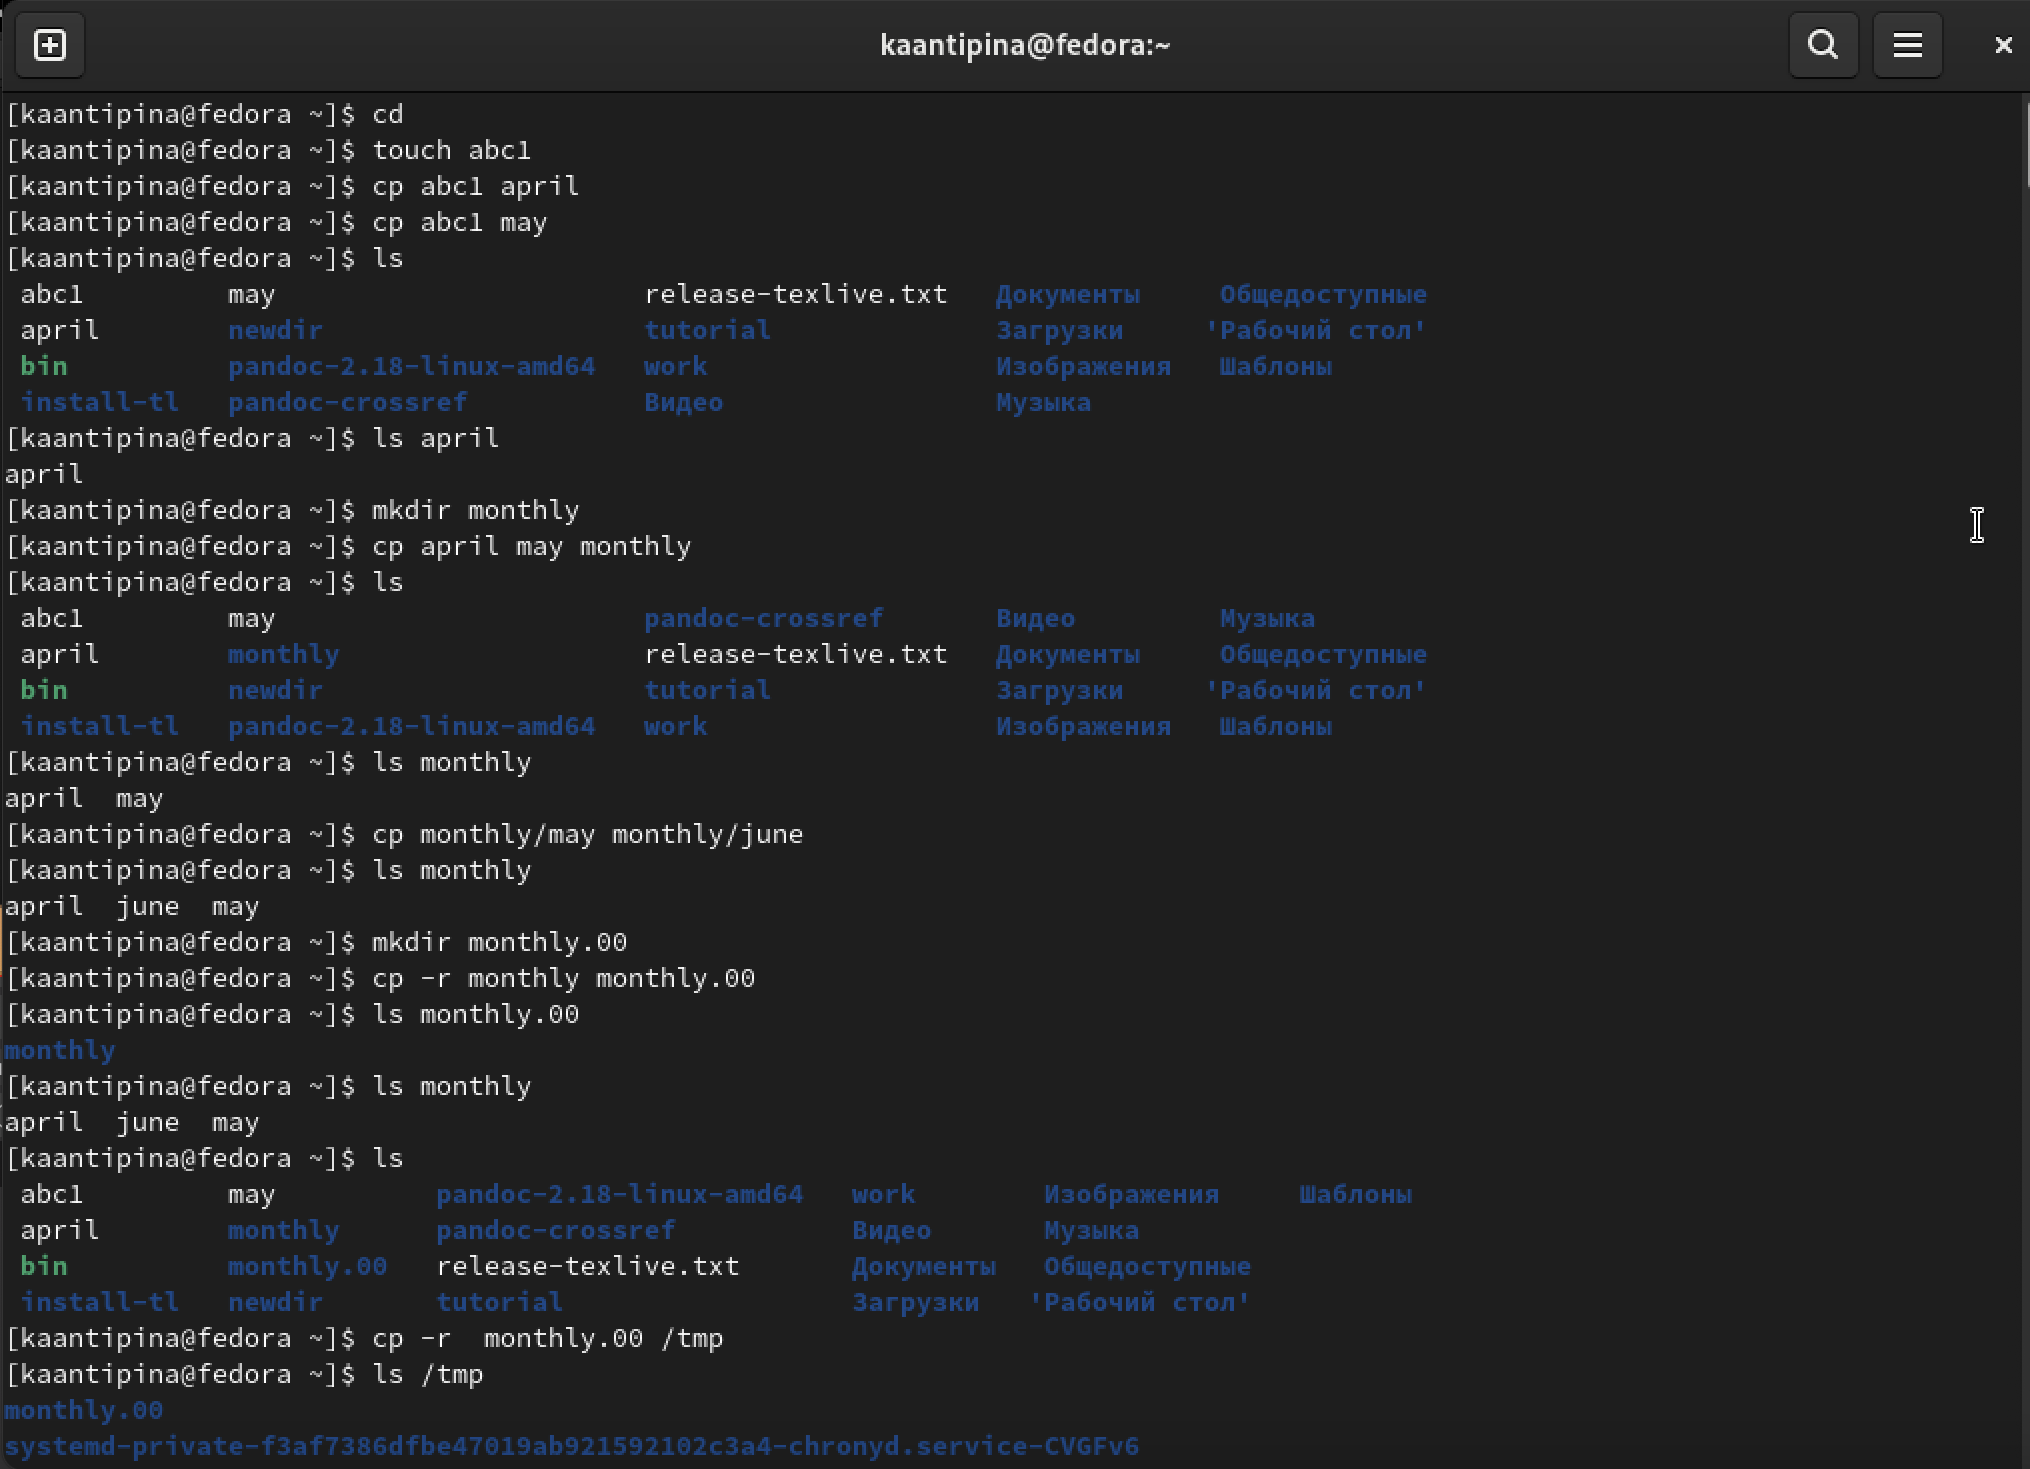 kaantipina@fedora:~
[kaantipina@fedora ~]$ cd
[kaantipina@fedora ~]$ touch abc1
[kaantipina@fedora ~]$ cp abc1 april
[kaantipina@fedora ~]$ cp abc1 may
[kaantipina@fedora ~]$ ls
abc1 may release-texlive.txt Документы Общедоступные
april newdir tutorial Загрузки 'Рабочий стол'
bin pandoc-2.18-linux-amd64 work Изображения Шаблоны
install-tl pandoc-crossref Видео Музыка
[kaantipina@fedora ~]$ ls april
april
[kaantipina@fedora ~]$ mkdir monthly
[kaantipina@fedora ~]$ cp april may monthly
[kaantipina@fedora ~]$ ls
abc1 may pandoc-crossref Видео Музыка
april monthly release-texlive.txt Документы Общедоступные
bin newdir tutorial Загрузки 'Рабочий стол'
install-tl pandoc-2.18-linux-amd64 work Изображения Шаблоны
[kaantipina@fedora ~]$ ls monthly
april may
[kaantipina@fedora ~]$ cp monthly/may monthly/june
[kaantipina@fedora ~]$ ls monthly
april june may
[kaantipina@fedora ~]$ mkdir monthly.00
[kaantipina@fedora ~]$ cp -r monthly monthly.00
[kaantipina@fedora ~]$ ls monthly.00
monthly
[kaantipina@fedora ~]$ ls monthly
april june may
[kaantipina@fedora ~]$ ls
abc1 may pandoc-2.18-linux-amd64 work Изображения Шаблоны
april monthly pandoc-crossref Видео Музыка
bin monthly.00 release-texlive.txt Документы Общедоступные
install-tl newdir tutorial Загрузки 'Рабочий стол'
[kaantipina@fedora ~]$ cp -r  monthly.00 /tmp
[kaantipina@fedora ~]$ ls /tmp
monthly.00
systemd-private-f3af7386dfbe47019ab921592102c3a4-chronyd.service-CVGFv6